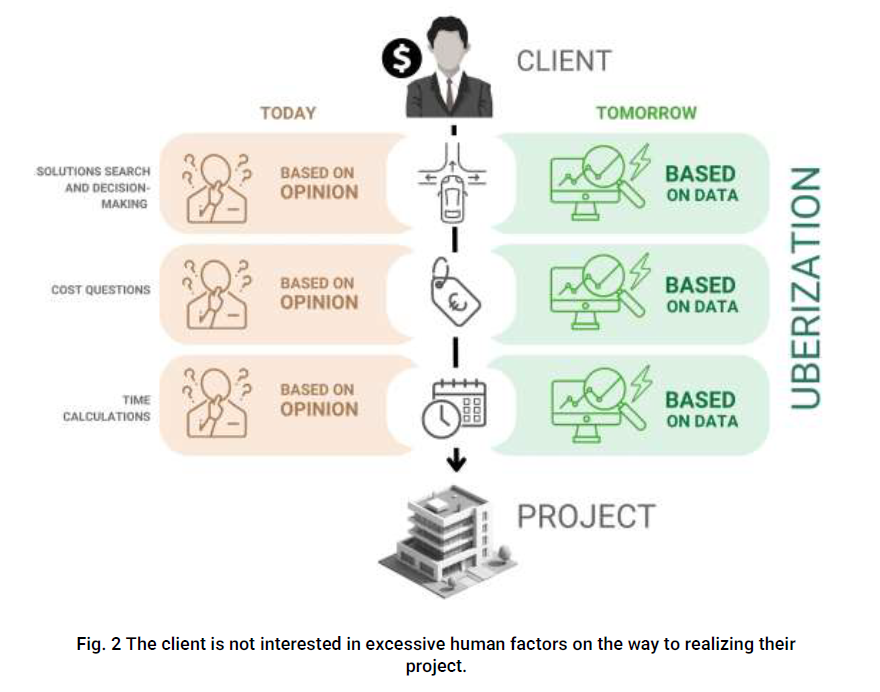 $
CLIENT
TODAY
TOMORROW
SOLUTIONS SEARCH
AND DECISION-
MAKING
BASED ON
OPINION
BASED
ON DATA
COST QUESTIONS
BASED ON
OPINION
€
BASED
ON DATA
TIME
CALCULATIONS
BASED ON
OPINION
BASED
ON DATA
UBERIZATION
PROJECT
Fig. 2 The client is not interested in excessive human factors on the way to realizing their
project.